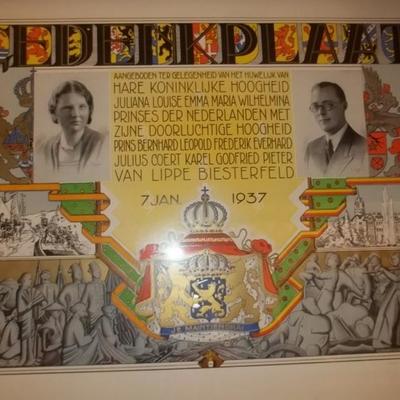 GEDENKPLAAT
AANGEBODEN TER GELEGENHEID VAN HET HUWELIJK VAN
HARE KONINKLIJKE HOOGHEID
JULIANA LOUISE EMMA MARIA WILHELMINA
PRINSES DER NEDERLANDEN MET
ZIJNE DOORLUCHTIGE HOOGHEID
PRINS BERNHARD LEOPOLD FREDERIK EVERHARD
JULIUS COERT KAREL GODFRIED PIETER
VAN LIPPE BIESTERFELD
7 JAN. 1937
JE MAINTIENDRAI